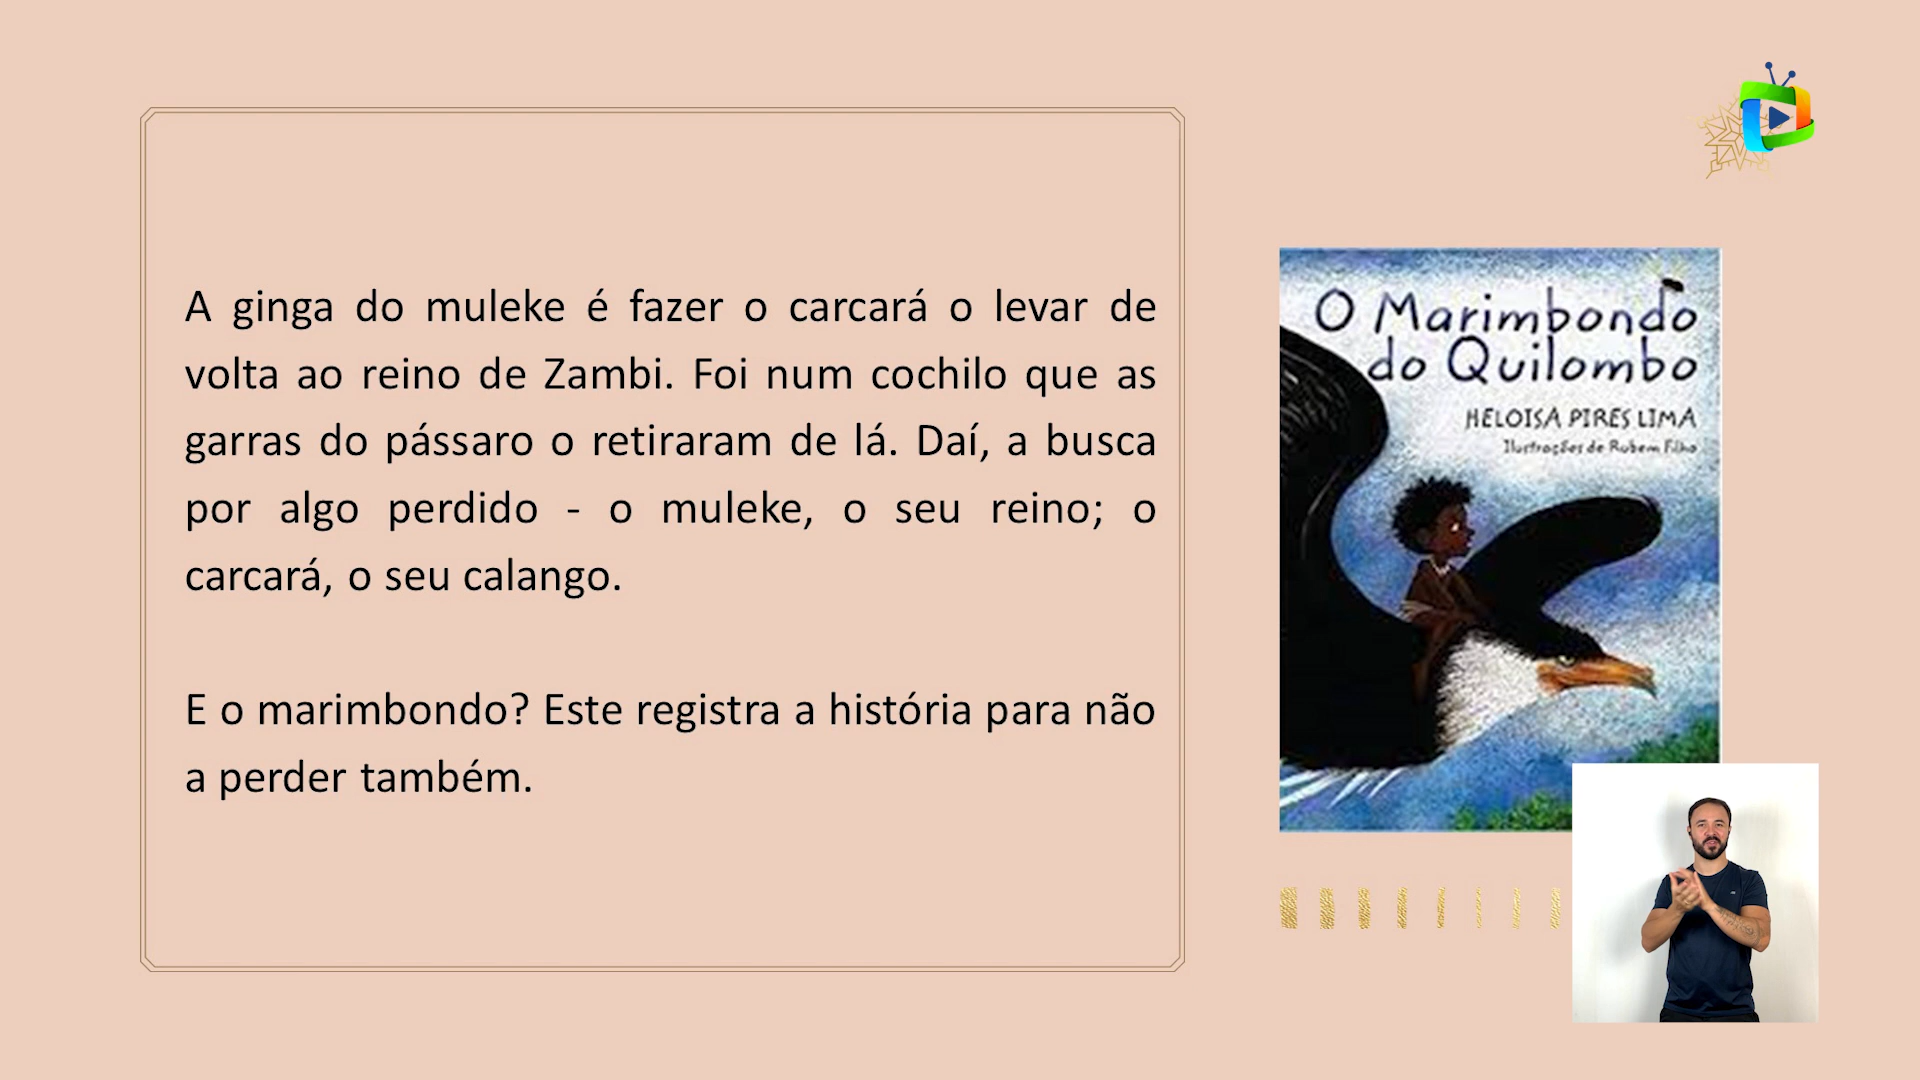 A ginga do muleke é fazer o carcará o levar de
volta ao reino de Zambi. Foi num cochilo que as
garras do pássaro o retiraram de lá. Daí, a busca
por algo perdido - o muleke, o seu reino; o
carcará, o seu calango.
E o marimbondo? Este registra a história para não
a perder também.
O Marimbondo
do Quilombo
HELOISA PIRES LIMA
Ilustrações de Rubem Filho